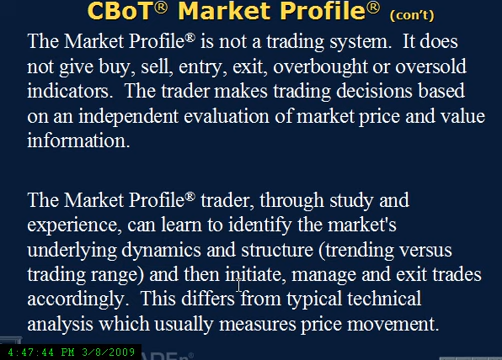 CBoT® Market Profile® (con't)
The Market Profile® is not a trading system. It does
not give buy, sell, entry, exit, overbought or oversold
indicators. The trader makes trading decisions based
on an independent evaluation of market price and value
information.
The Market Profile® trader, through study and
experience, can learn to identify the market's
underlying dynamics and structure (trending versus
trading range) and then initiate, manage and exit trades
accordingly. This differs from typical technical
analysis which usually measures price movement.
4:47:44 PM 3/8/2009